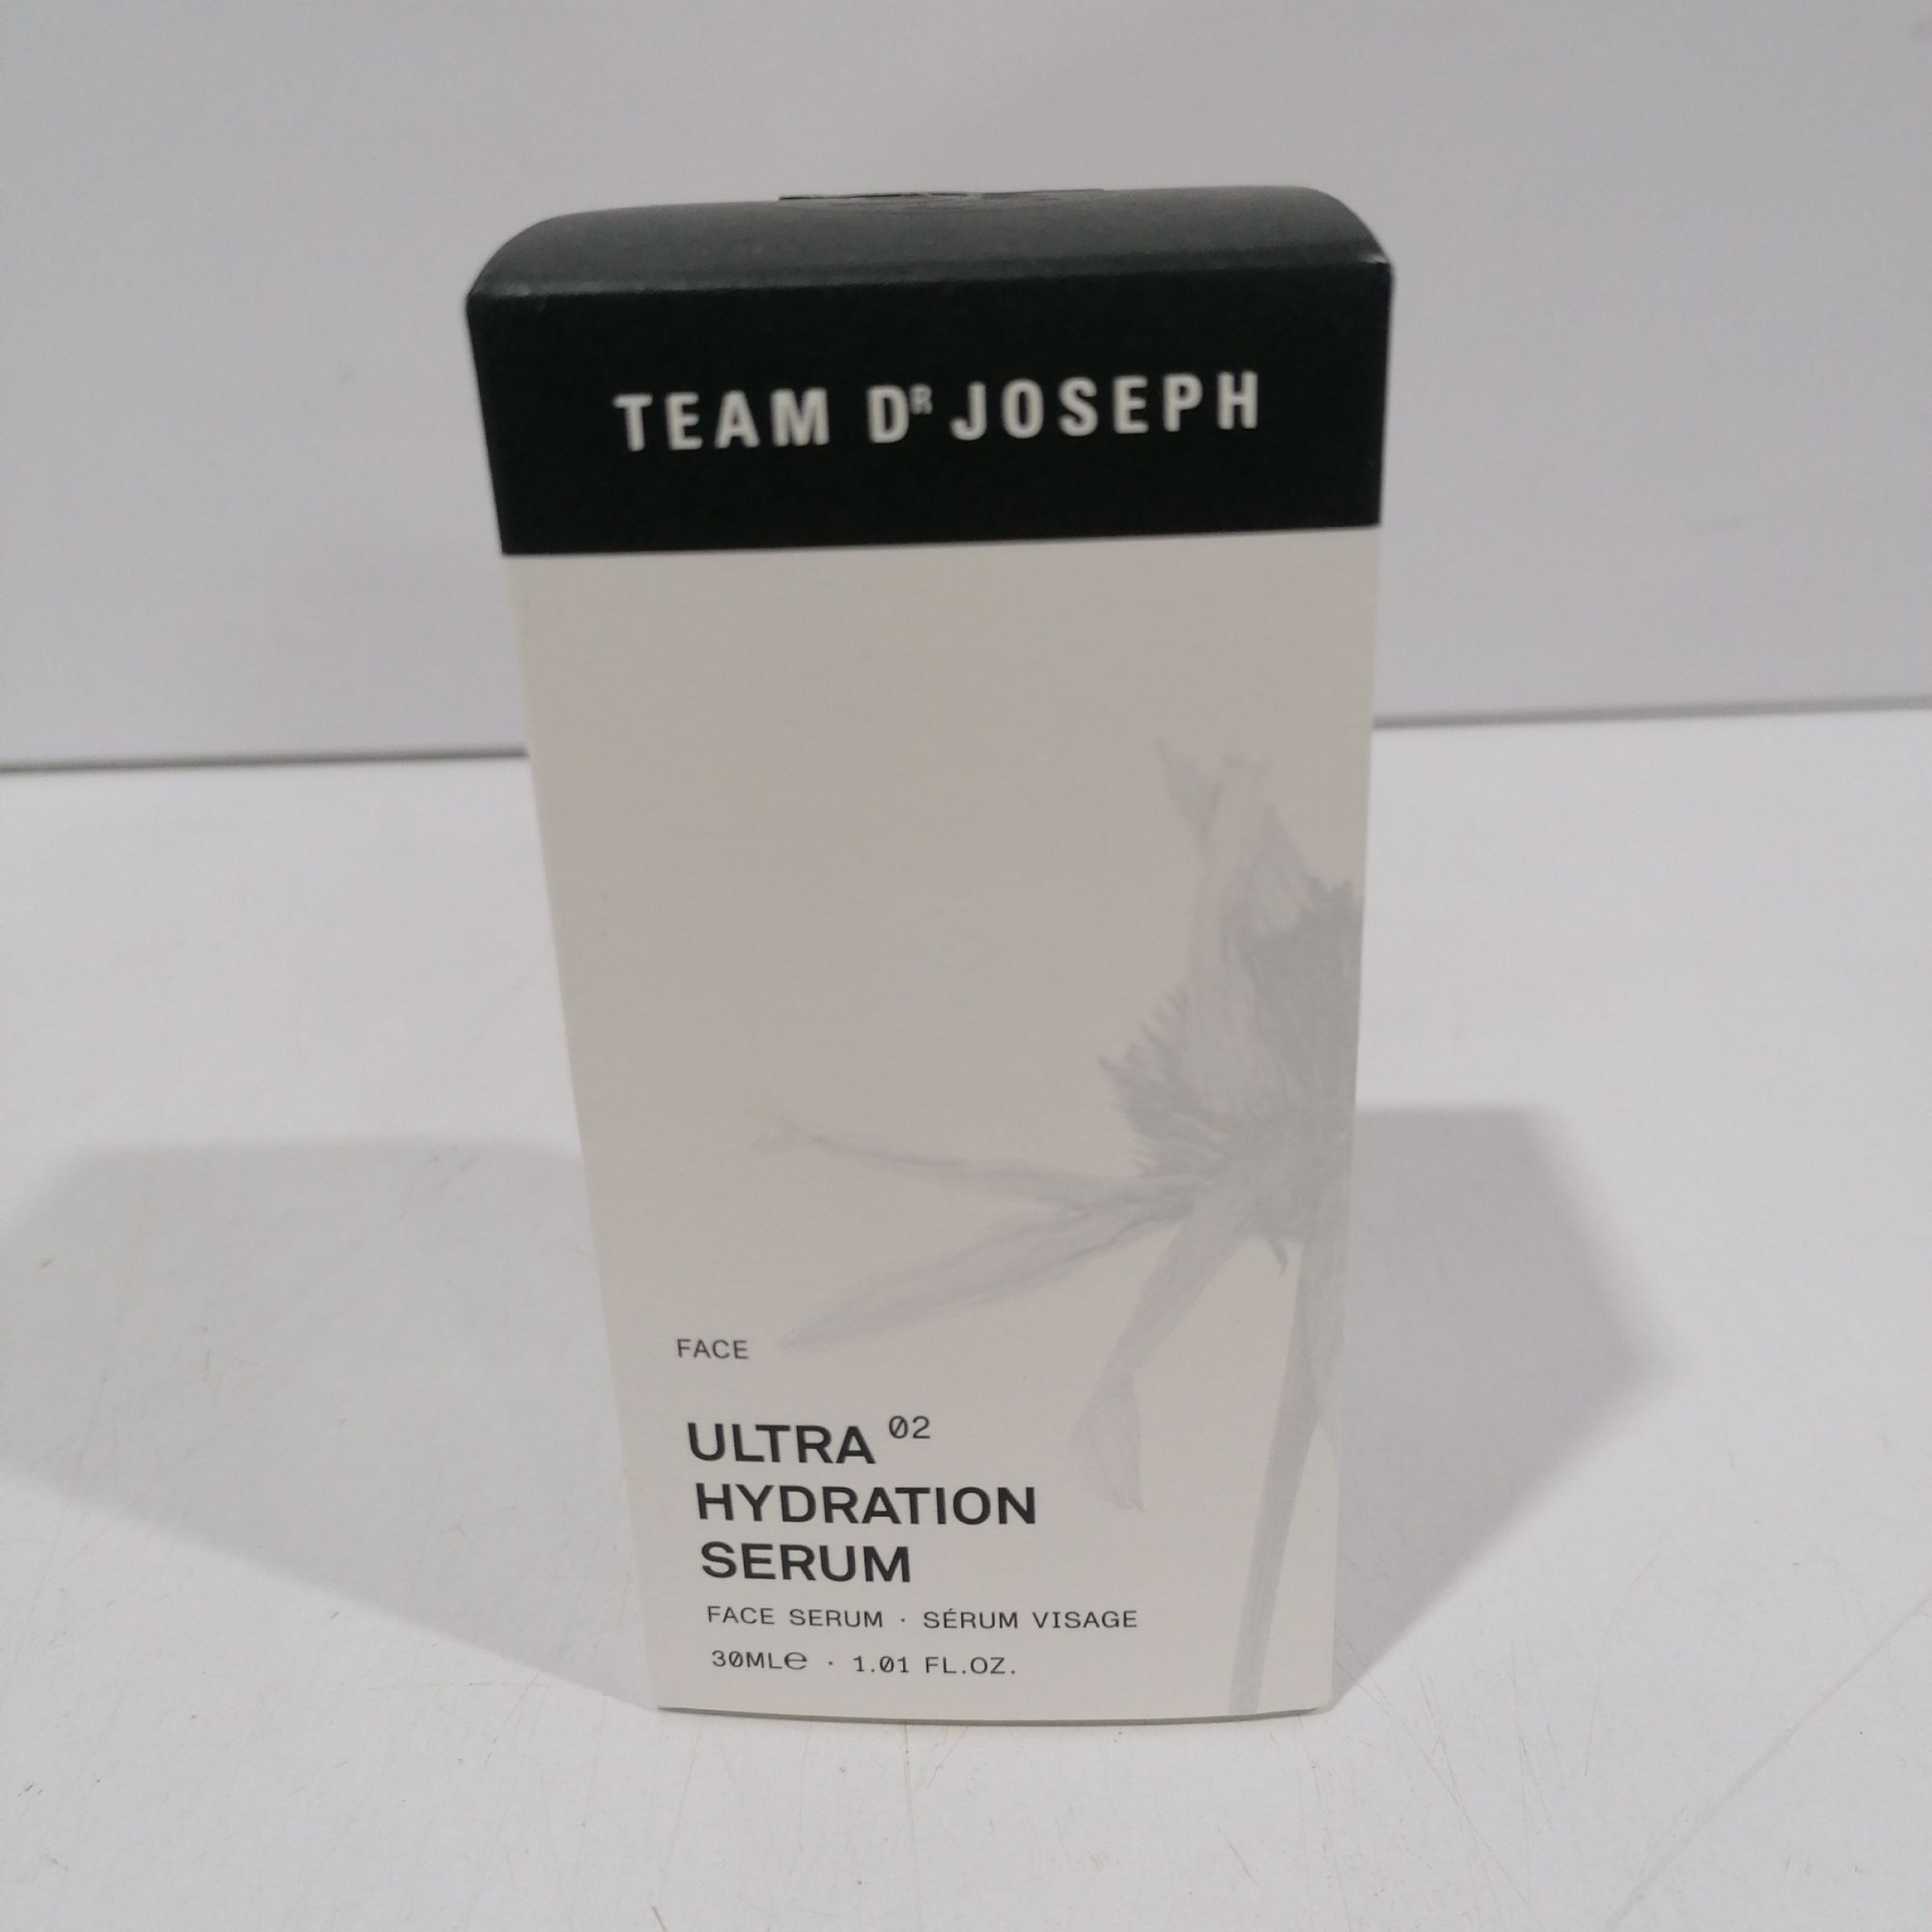 TEAM DR JOSEPH
FACE
ULTRA 02
HYDRATION
SERUM
FACE SERUM · SÉRUM VISAGE
30ML℮ · 1.01 FL.OZ.